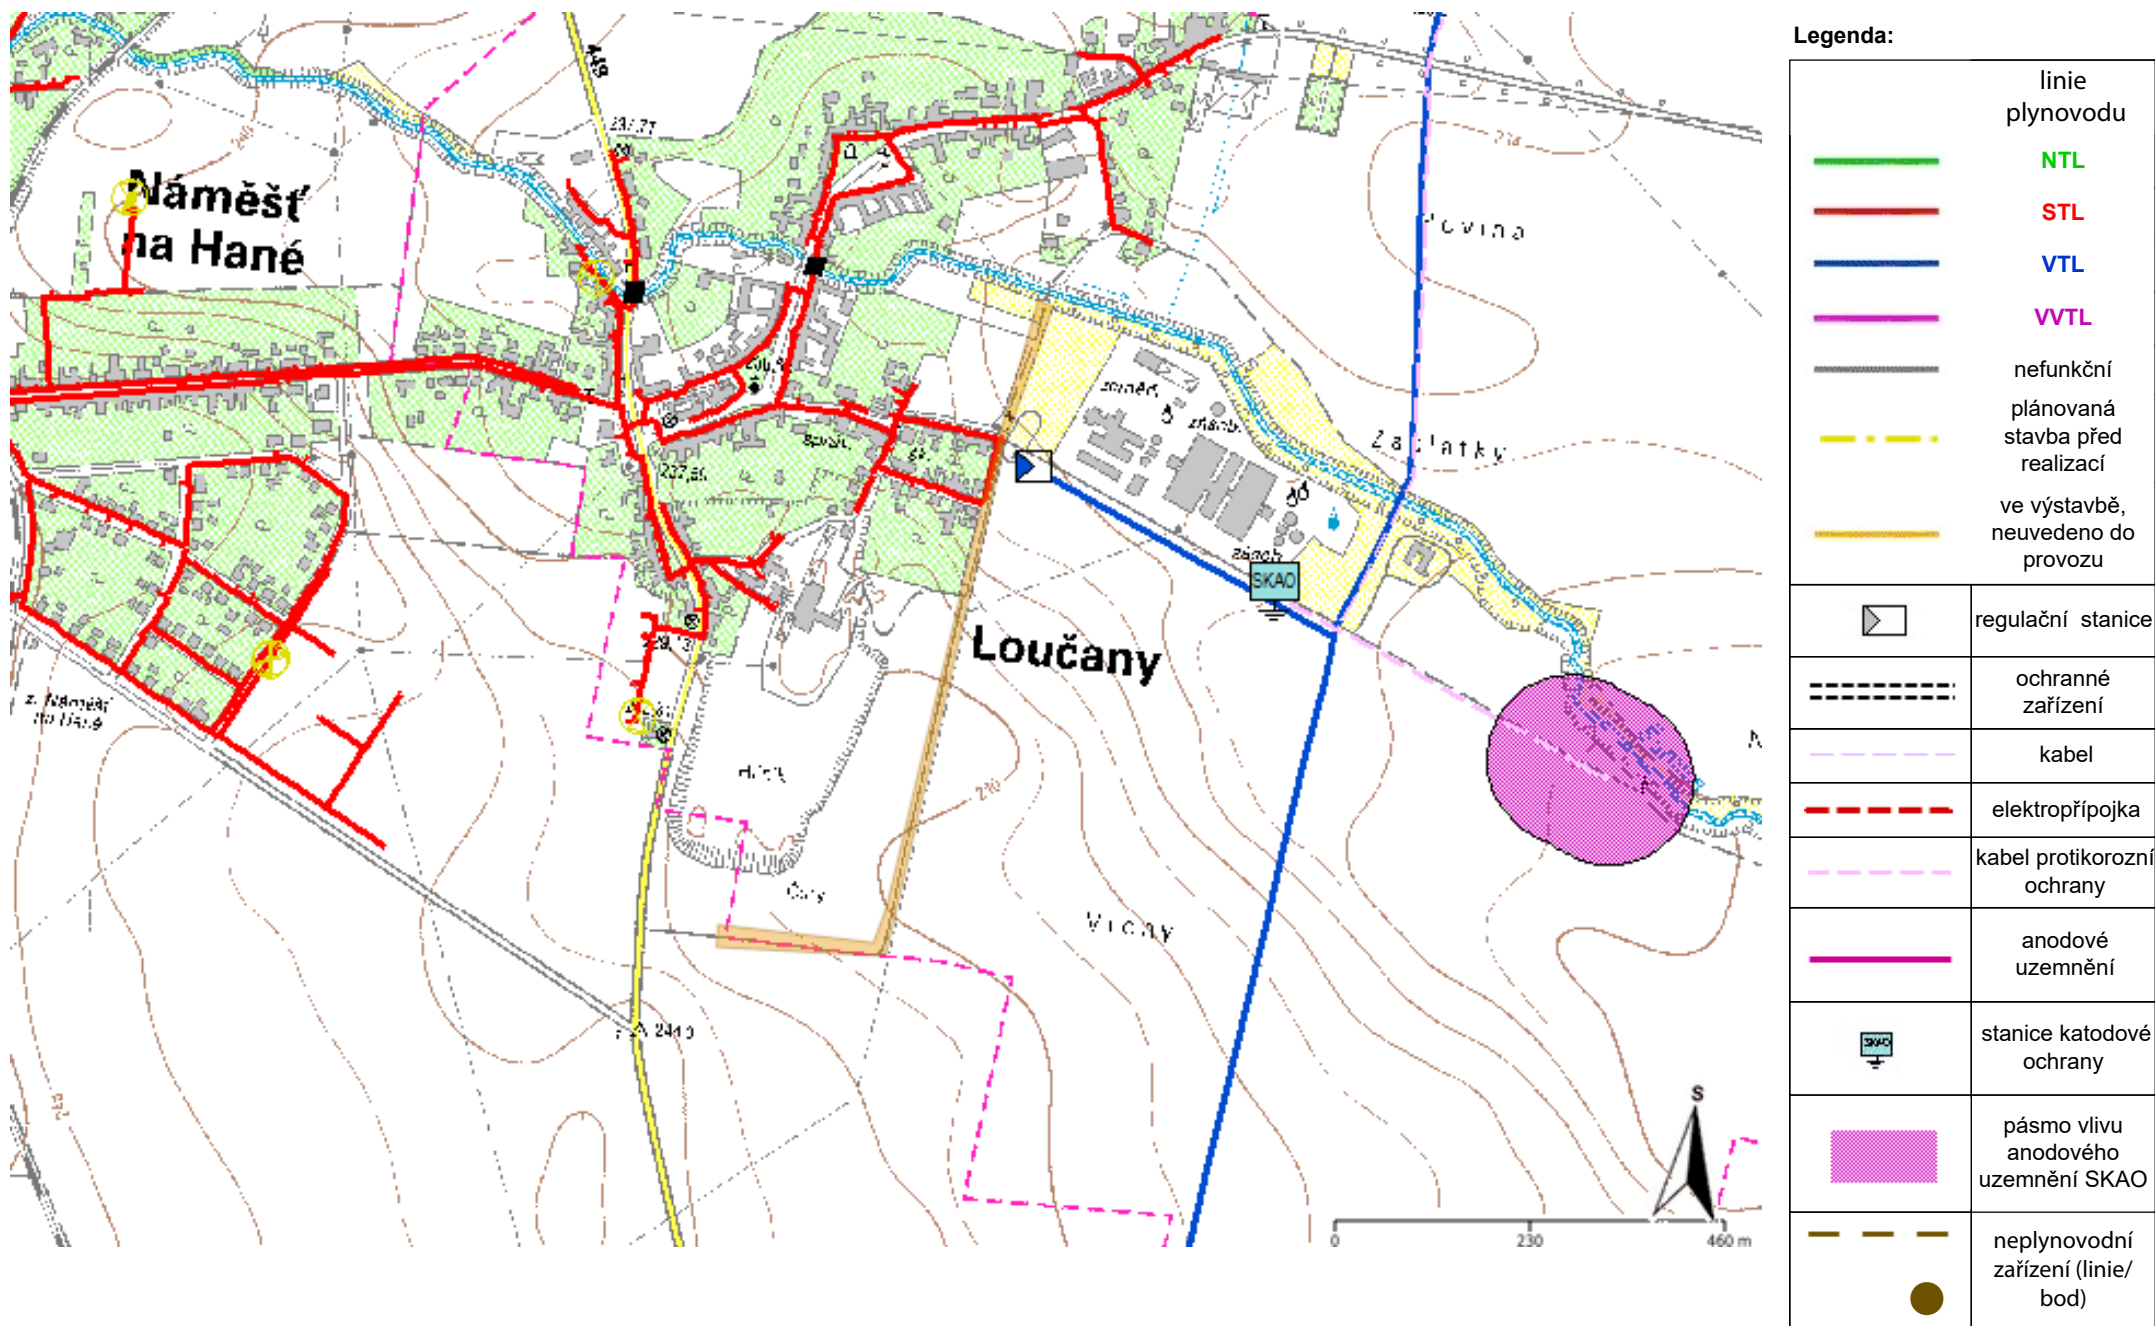 449
Náměšť
na Hané
Loučany
SKAO
210
S
0
230
460 m
Legenda:
linie
plynovodu
NTL
STL
VTL
VVTL
nefunkční
plánovaná
stavba před
realizací
ve výstavbě,
neuvedeno do
provozu
regulační stanice
ochranné
zařízení
kabel
elektropřípojka
kabel protikorozní
ochrany
anodové
uzemnění
SKAO
stanice katodové
ochrany
pásmo vlivu
anodového
uzemnění SKAO
neplynovodní
zařízení (linie/
bod)